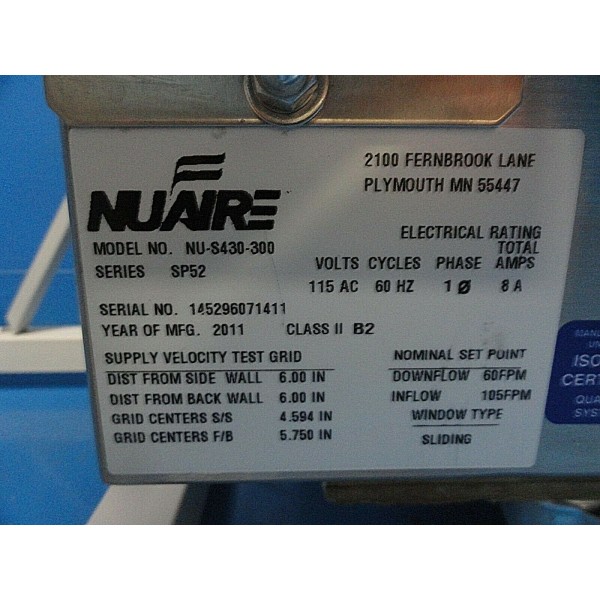 NUAIRE
2100 FERNBROOK LANE
PLYMOUTH MN 55447
MODEL NO. NU-S430-300
SERIES SP52
ELECTRICAL RATING
TOTAL
VOLTS CYCLES PHASE AMPS
115 AC 60 HZ 1 Ø 8 A
SERIAL NO. 145296071411
YEAR OF MFG. 2011 CLASS II B2
SUPPLY VELOCITY TEST GRID
DIST FROM SIDE WALL 6.00 IN
DIST FROM BACK WALL 6.00 IN
GRID CENTERS S/S 4.594 IN
GRID CENTERS F/B 5.750 IN
NOMINAL SET POINT
DOWNFLOW 60FPM
INFLOW 105FPM
WINDOW TYPE
SLIDING
ISO
CERT
QUA
SYS